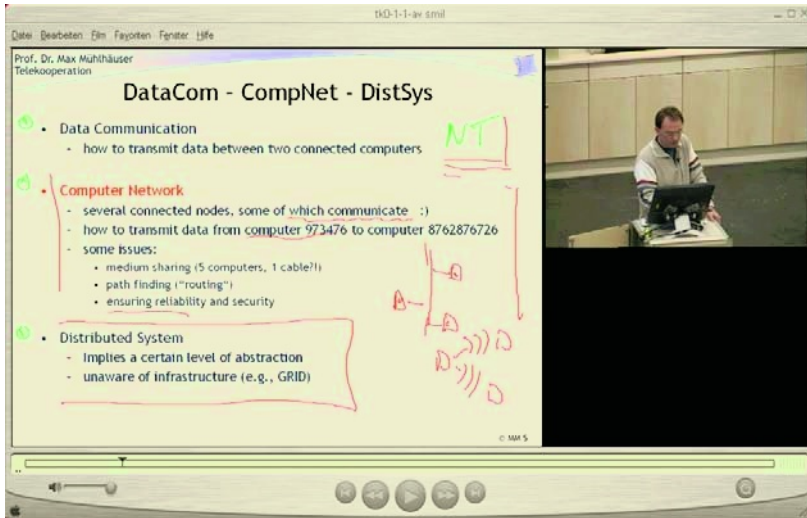 tk0-1-1-av smil
Datei Bearbeiten Film Favoriten Fenster Hilfe
Prof. Dr. Max Mühlhäuser
Telekooperation
DataCom - CompNet - DistSys
• Data Communication
- how to transmit data between two connected computers
NT
• Computer Network
- several connected nodes, some of which communicate :)
- how to transmit data from computer 973476 to computer 8762876726
- some issues:
• medium sharing (5 computers, 1 cable?!)
• path finding ("routing")
• ensuring reliability and security
• Distributed System
- Implies a certain level of abstraction
- unaware of infrastructure (e.g., GRID)
© MM 5